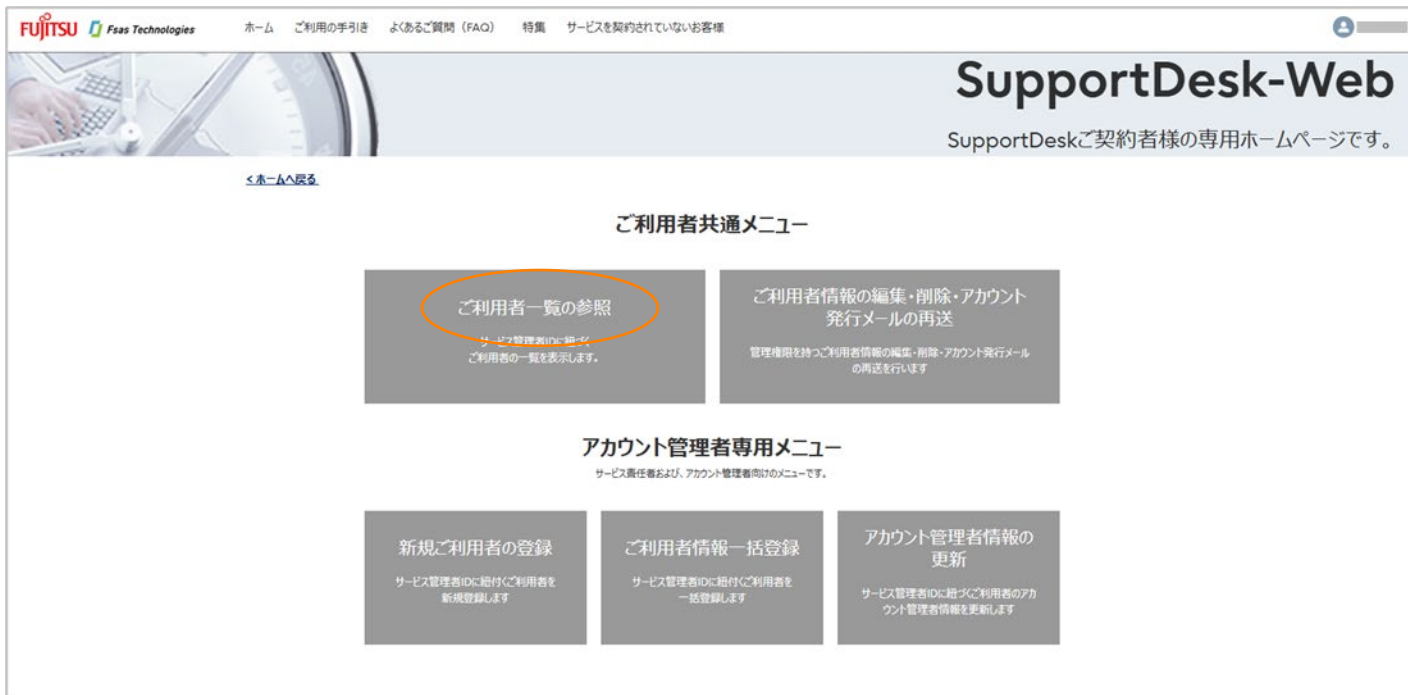 FUJITSU Fsas Technologies ホーム ご利用の手引き よくあるご質問（FAQ） 特集 サービスを契約されていないお客様
SupportDesk-Web
SupportDeskご契約者様の専用ホームページです。
< ホームへ戻る
ご利用者共通メニュー
ご利用者一覧の参照
サービス管理者IDに紐づく
ご利用者の一覧を表示します。
ご利用者情報の編集・削除・アカウント
発行メールの再送
管理権限を持つご利用者情報の編集・削除・アカウント発行メール
の再送を行います
アカウント管理者専用メニュー
サービス責任者および、アカウント管理者向けのメニューです。
新規ご利用者の登録
サービス管理者IDに紐付くご利用者を
新規登録します
ご利用者情報一括登録
サービス管理者IDに紐付くご利用者を
一括登録します
アカウント管理者情報の
更新
サービス管理者IDに紐づくご利用者のアカ
ウント管理者情報を更新します